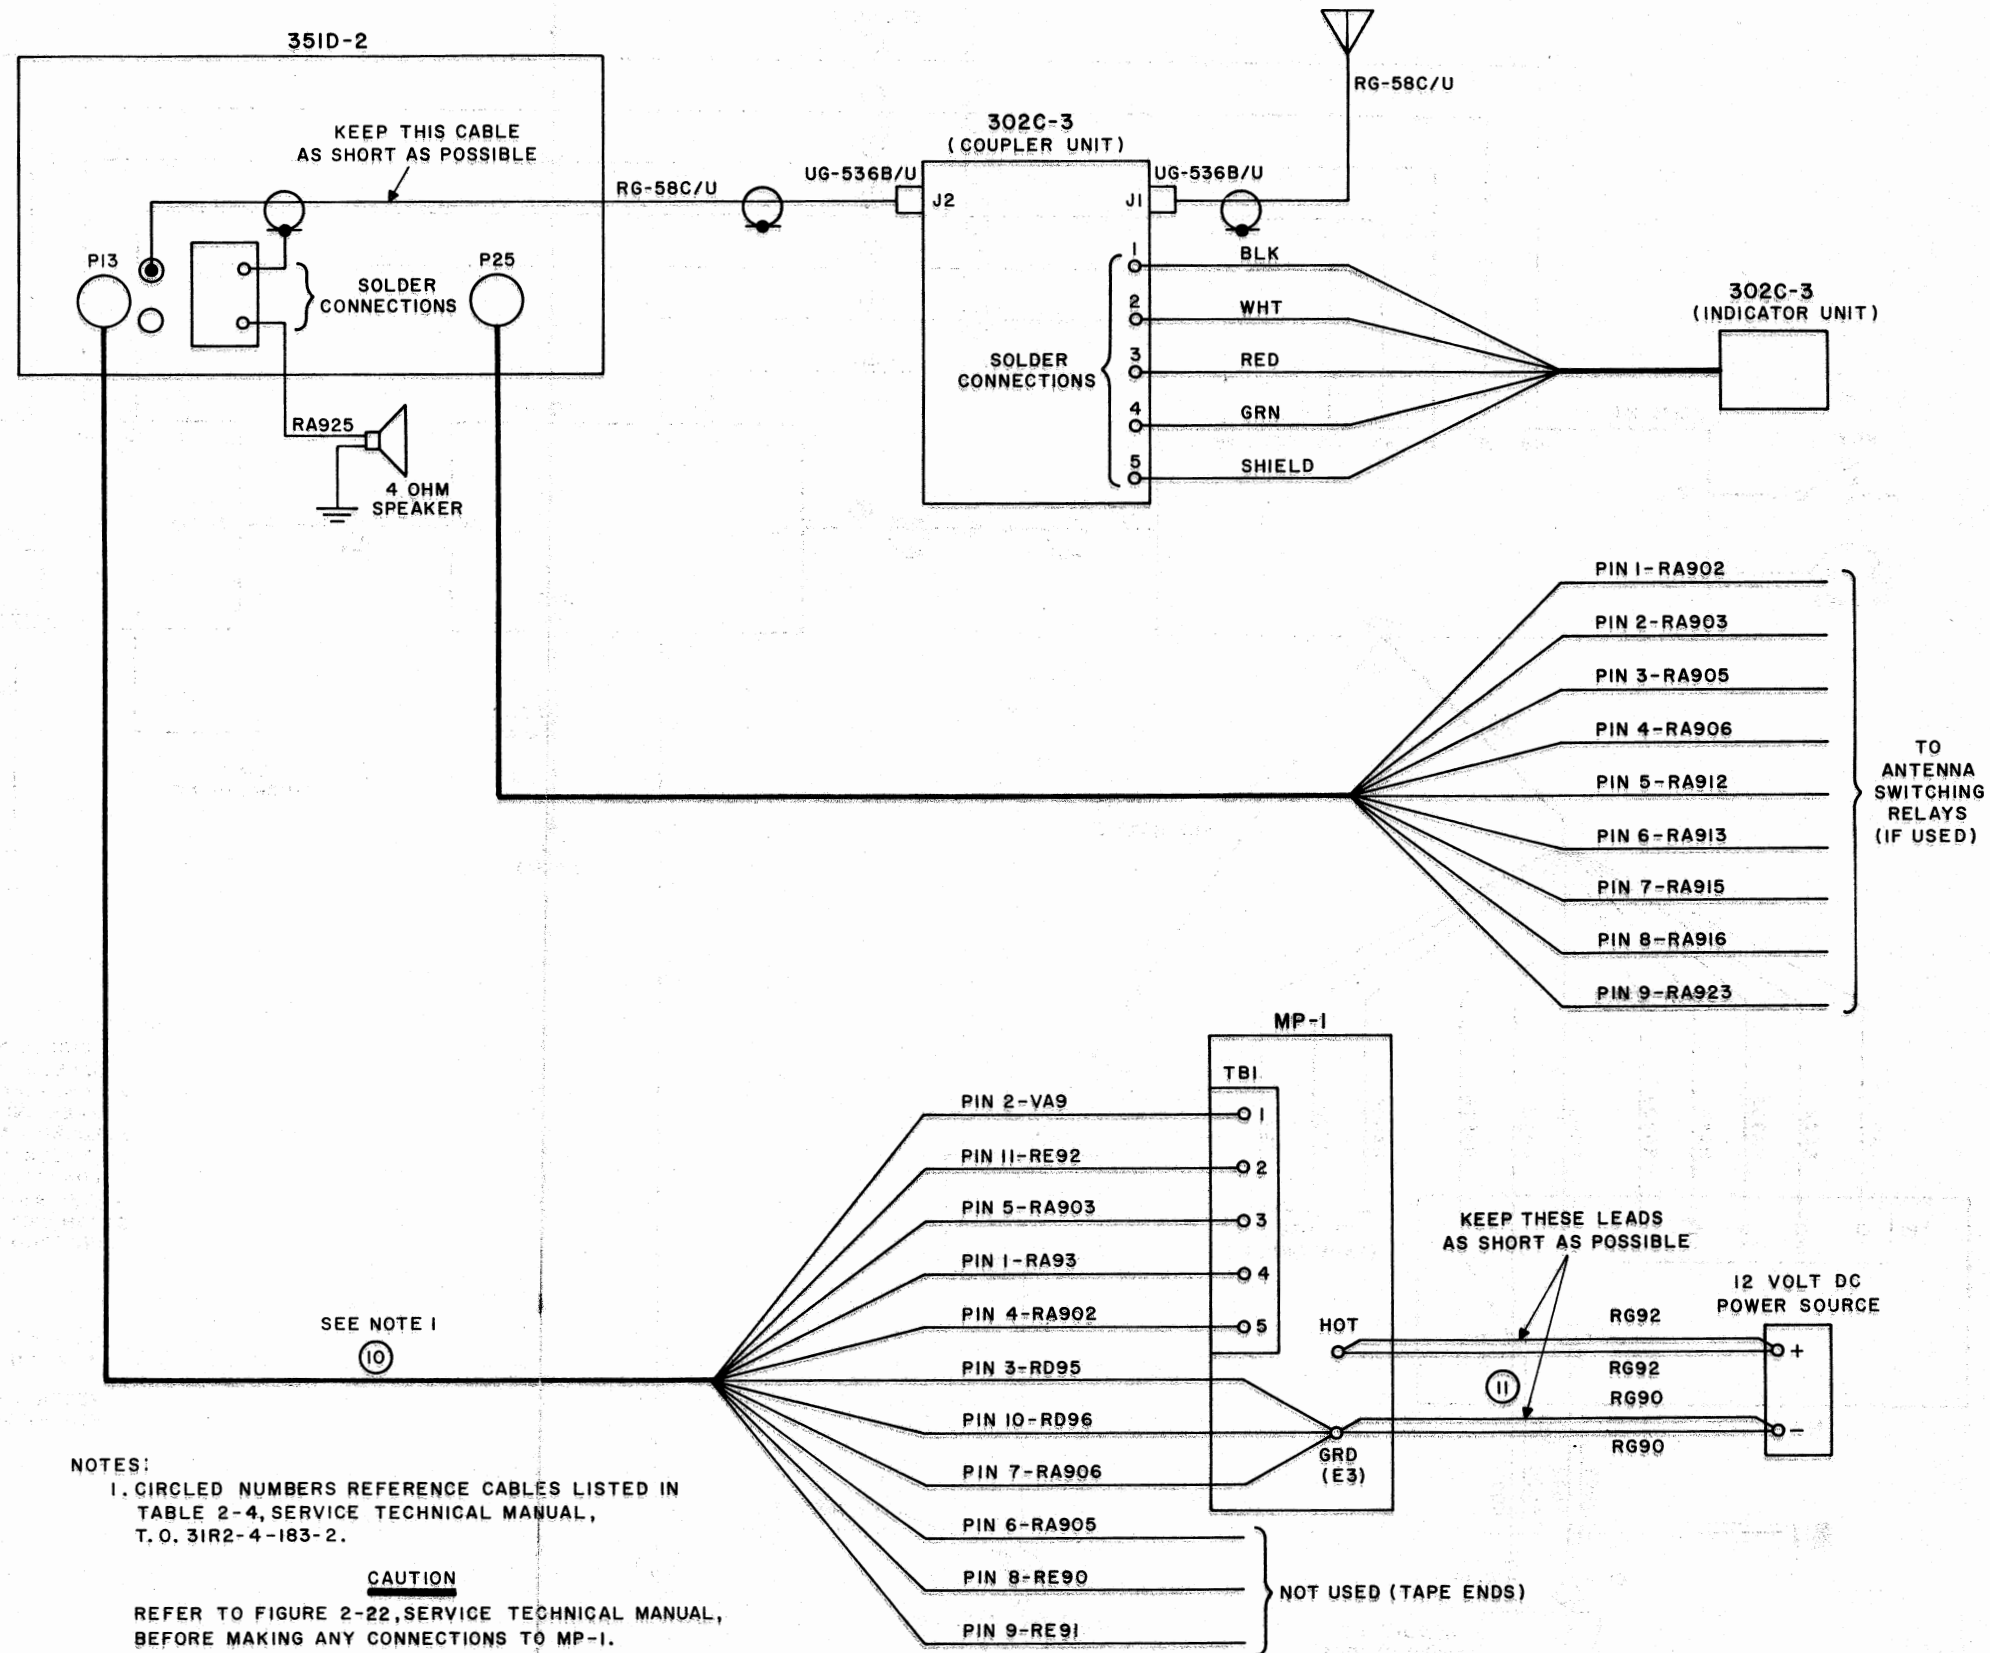 351D-2
KEEP THIS CABLE
AS SHORT AS POSSIBLE
P13
SOLDER
CONNECTIONS
P25
RA925
4 OHM
SPEAKER
RG-58C/U
UG-536B/U
302C-3
(COUPLER UNIT)
J2
J1
UG-536B/U
RG-58C/U
SOLDER
CONNECTIONS
1 BLK
2 WHT
3 RED
4 GRN
5 SHIELD
302C-3
(INDICATOR UNIT)
PIN 1-RA902
PIN 2-RA903
PIN 3-RA905
PIN 4-RA906
PIN 5-RA912
PIN 6-RA913
PIN 7-RA915
PIN 8-RA916
PIN 9-RA923
TO
ANTENNA
SWITCHING
RELAYS
(IF USED)
MP-1
TB1
PIN 2-VA9 1
PIN 11-RE92 2
PIN 5-RA903 3
PIN 1-RA93 4
PIN 4-RA902 5
PIN 3-RD95
PIN 10-RD96
PIN 7-RA906
PIN 6-RA905
PIN 8-RE90
PIN 9-RE91
NOT USED (TAPE ENDS)
HOT
GRD
(E3)
KEEP THESE LEADS
AS SHORT AS POSSIBLE
12 VOLT DC
POWER SOURCE
RG92
RG92
11
RG90
RG90
+
-
SEE NOTE 1
10
NOTES:
1. CIRCLED NUMBERS REFERENCE CABLES LISTED IN
TABLE 2-4, SERVICE TECHNICAL MANUAL,
T.O. 31R2-4-183-2.
CAUTION
REFER TO FIGURE 2-22, SERVICE TECHNICAL MANUAL,
BEFORE MAKING ANY CONNECTIONS TO MP-1.